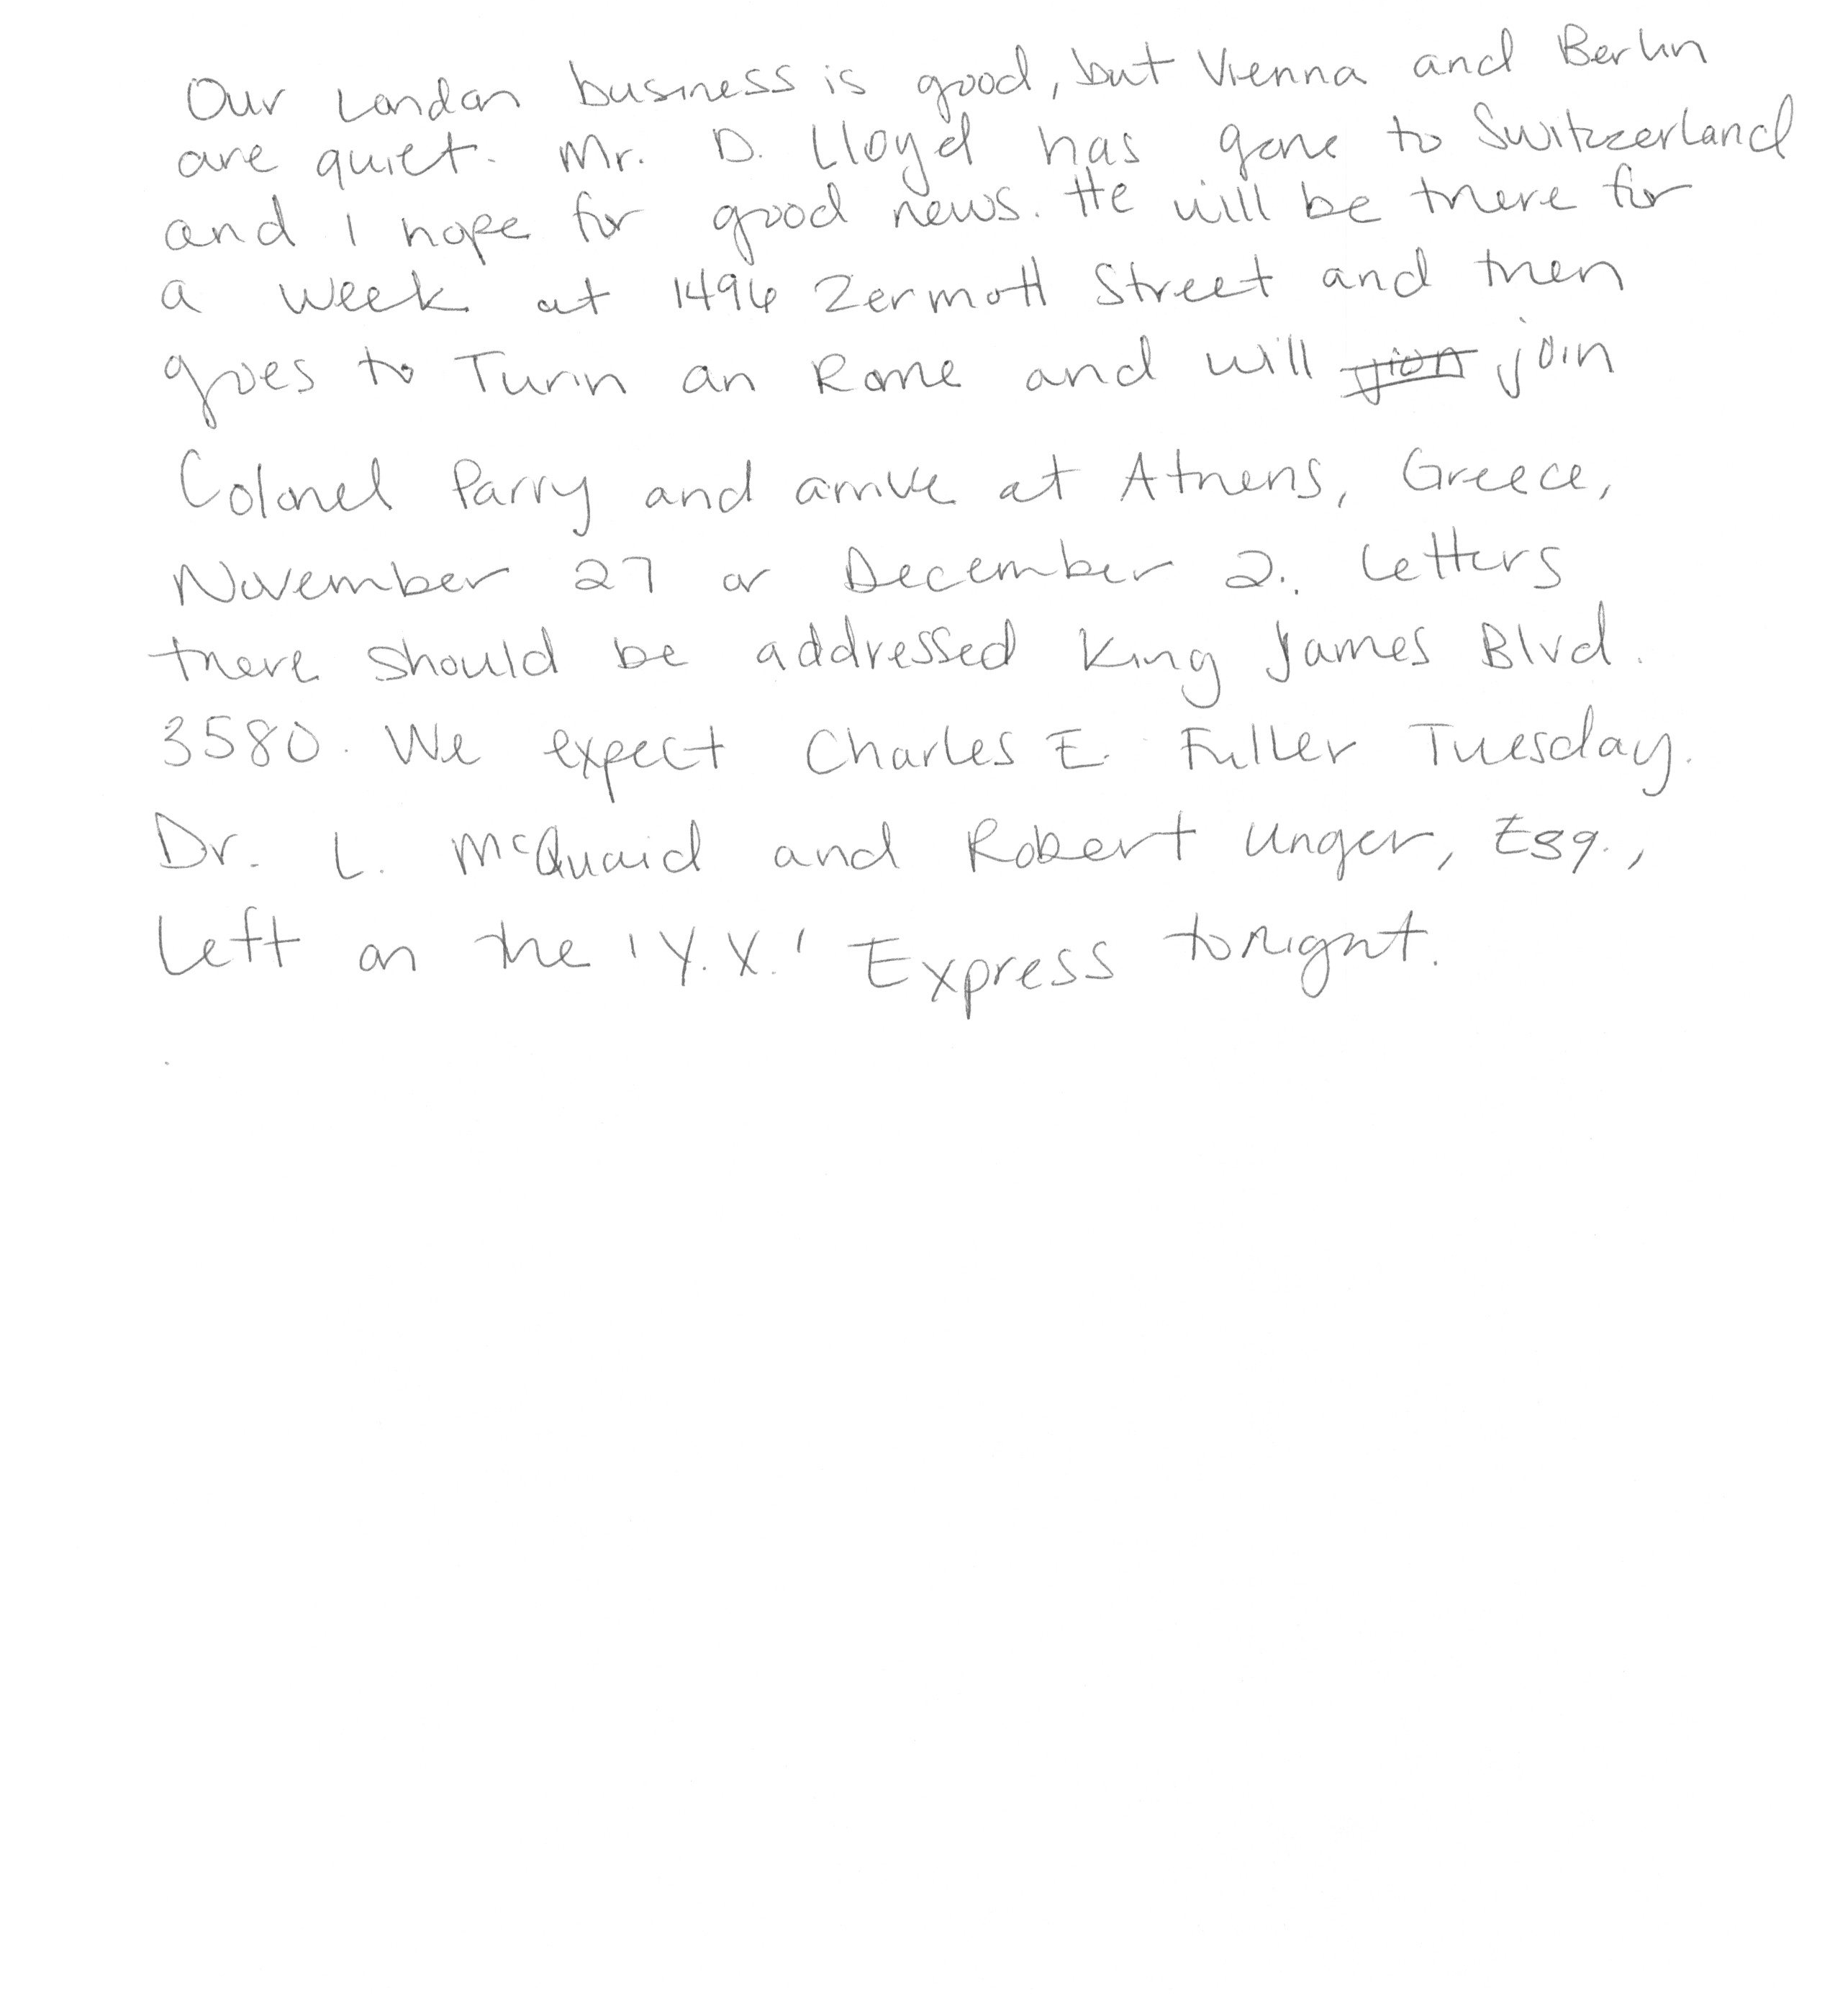 Our London business is good, but Vienna and Berlin
are quiet. Mr. D. Lloyd has gone to Switzerland
and I hope for good news. He will be there for
a week at 1496 Zermott Street and then
goes to Turin an Rome and will jion join
Colonel Parry and arrive at Athens, Greece,
November 27 or December 2. Letters
there should be addressed King James Blvd.
3580. We expect Charles E. Fuller Tuesday.
Dr. L. McQuaid and Robert Unger, Esq.,
left on the 'Y.X.' Express tonight.